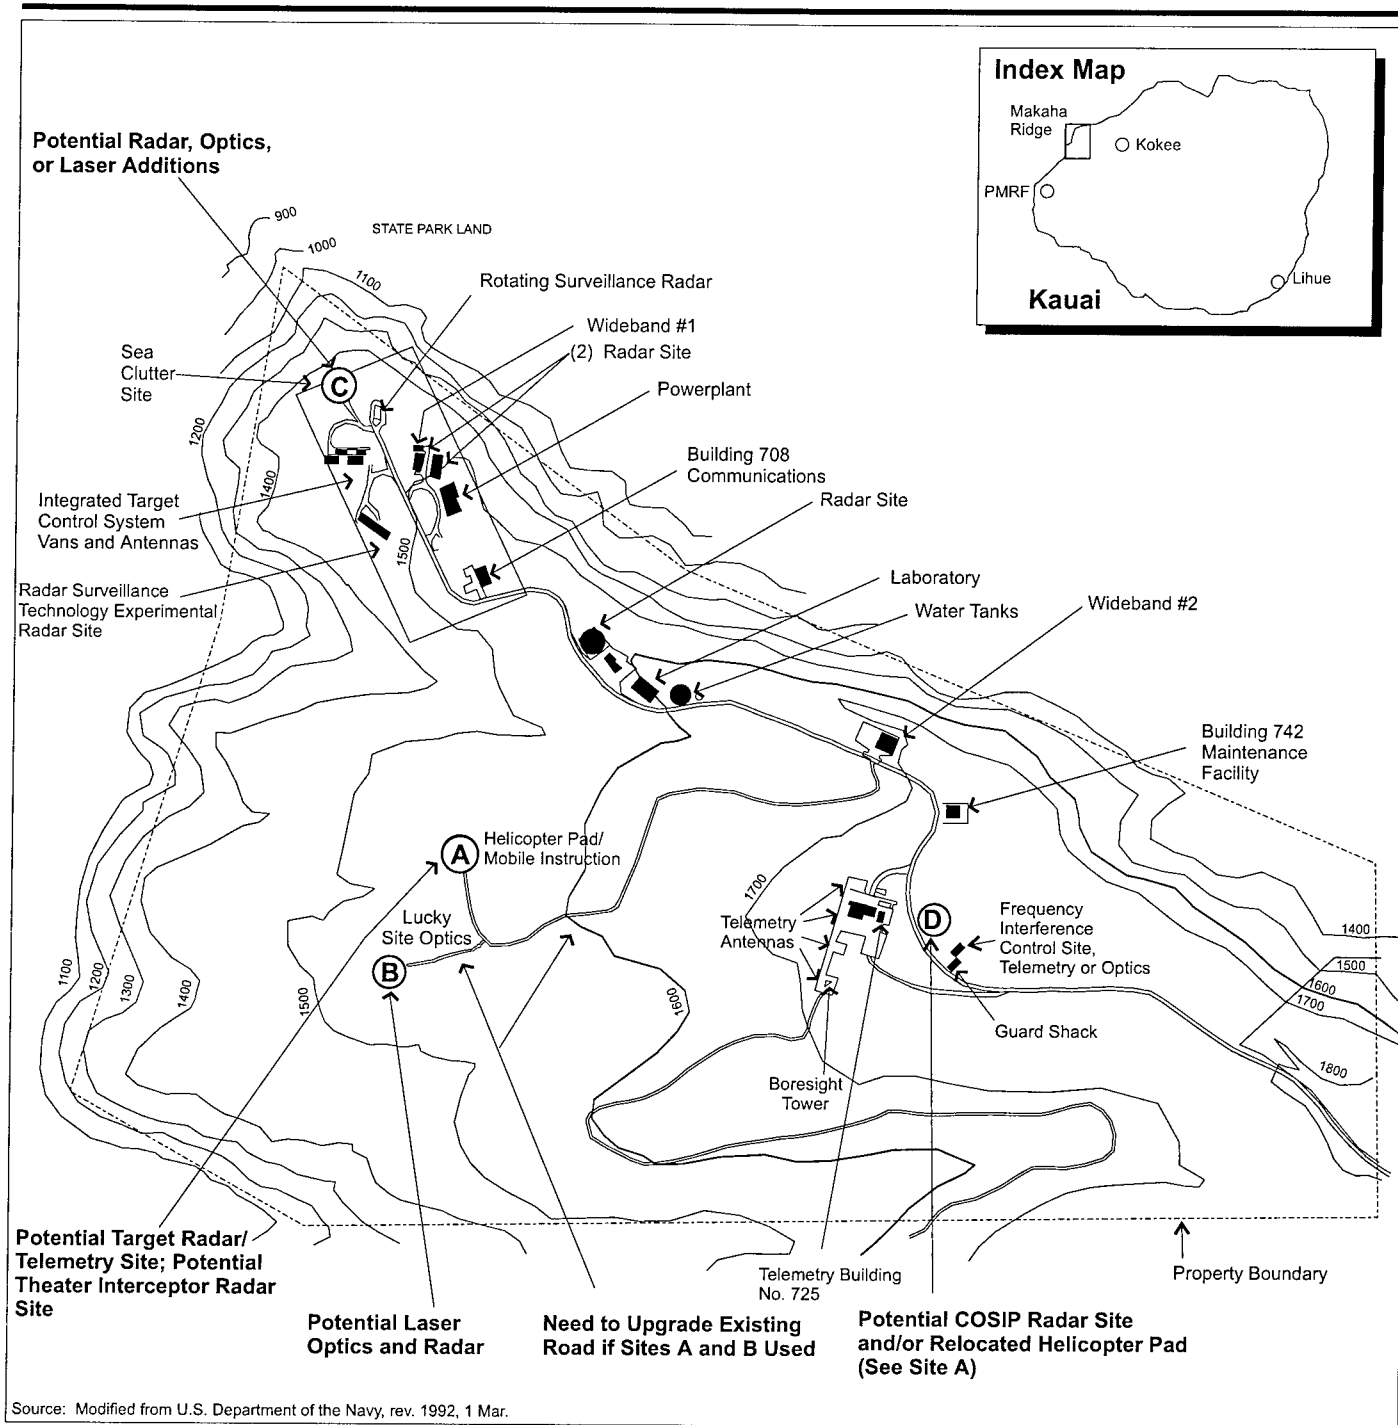 Index Map
Makaha
Ridge
Kokee
PMRF
Lihue
Kauai
Potential Radar, Optics,
or Laser Additions
900
STATE PARK LAND
1000
1100
Rotating Surveillance Radar
Wideband #1
(2) Radar Site
Sea
Clutter
Site
C
Powerplant
1200
Building 708
Communications
1400
Radar Site
Integrated Target
Control System
Vans and Antennas
1500
Laboratory
Radar Surveillance
Technology Experimental
Radar Site
Water Tanks
Wideband #2
Building 742
Maintenance
Facility
A
Helicopter Pad/
Mobile Instruction
1700
Lucky
Site Optics
B
Telemetry
Antennas
D
Frequency
Interference
Control Site,
Telemetry or Optics
1400
1500
1600
1700
1800
1100
1200
1300
1400
1500
1600
Guard Shack
Boresight
Tower
Potential Target Radar/
Telemetry Site; Potential
Theater Interceptor Radar
Site
Telemetry Building
No. 725
Property Boundary
Potential Laser
Optics and Radar
Need to Upgrade Existing
Road if Sites A and B Used
Potential COSIP Radar Site
and/or Relocated Helicopter Pad
(See Site A)
Source: Modified from U.S. Department of the Navy, rev. 1992, 1 Mar.